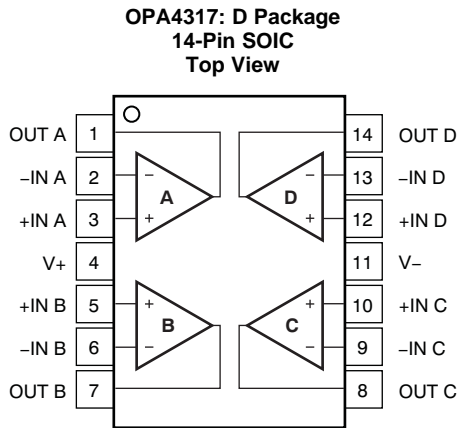 OPA4317: D Package
14-Pin SOIC
Top View
OUT A 1 14 OUT D
−IN A 2 − − 13 −IN D
A D
+IN A 3 + + 12 +IN D
V+ 4 11 V−
+IN B 5 + + 10 +IN C
B C
−IN B 6 − − 9 −IN C
OUT B 7 8 OUT C